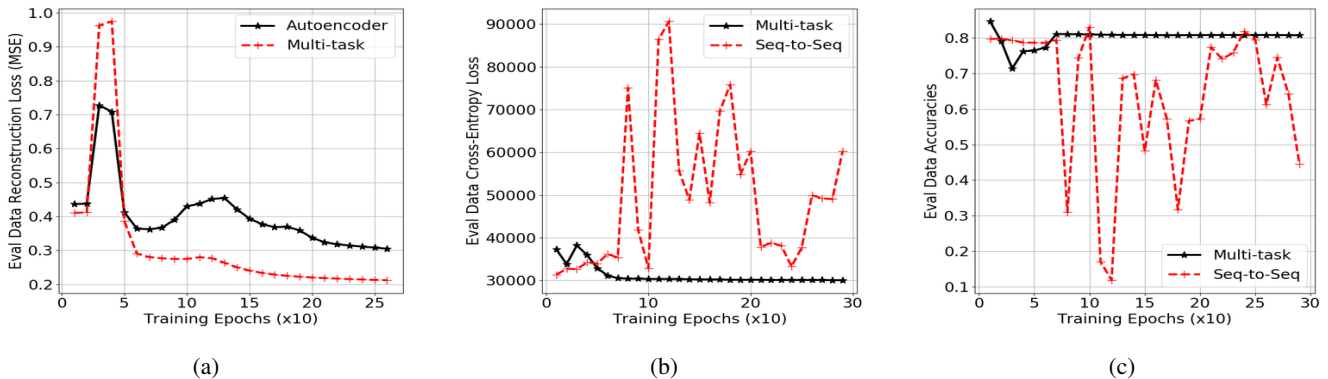 Eval Data Reconstruction Loss (MSE)
1.0
0.9
0.8
0.7
0.6
0.5
0.4
0.3
0.2
0
5
10
15
20
25
Training Epochs (x10)
Autoencoder
Multi-task
(a)
Eval Data Cross-Entropy Loss
90000
80000
70000
60000
50000
40000
30000
0
10
20
30
Training Epochs (x10)
Multi-task
Seq-to-Seq
(b)
Eval Data Accuracies
0.8
0.7
0.6
0.5
0.4
0.3
0.2
0.1
0
5
10
15
20
25
30
Training Epochs (x10)
Multi-task
Seq-to-Seq
(c)